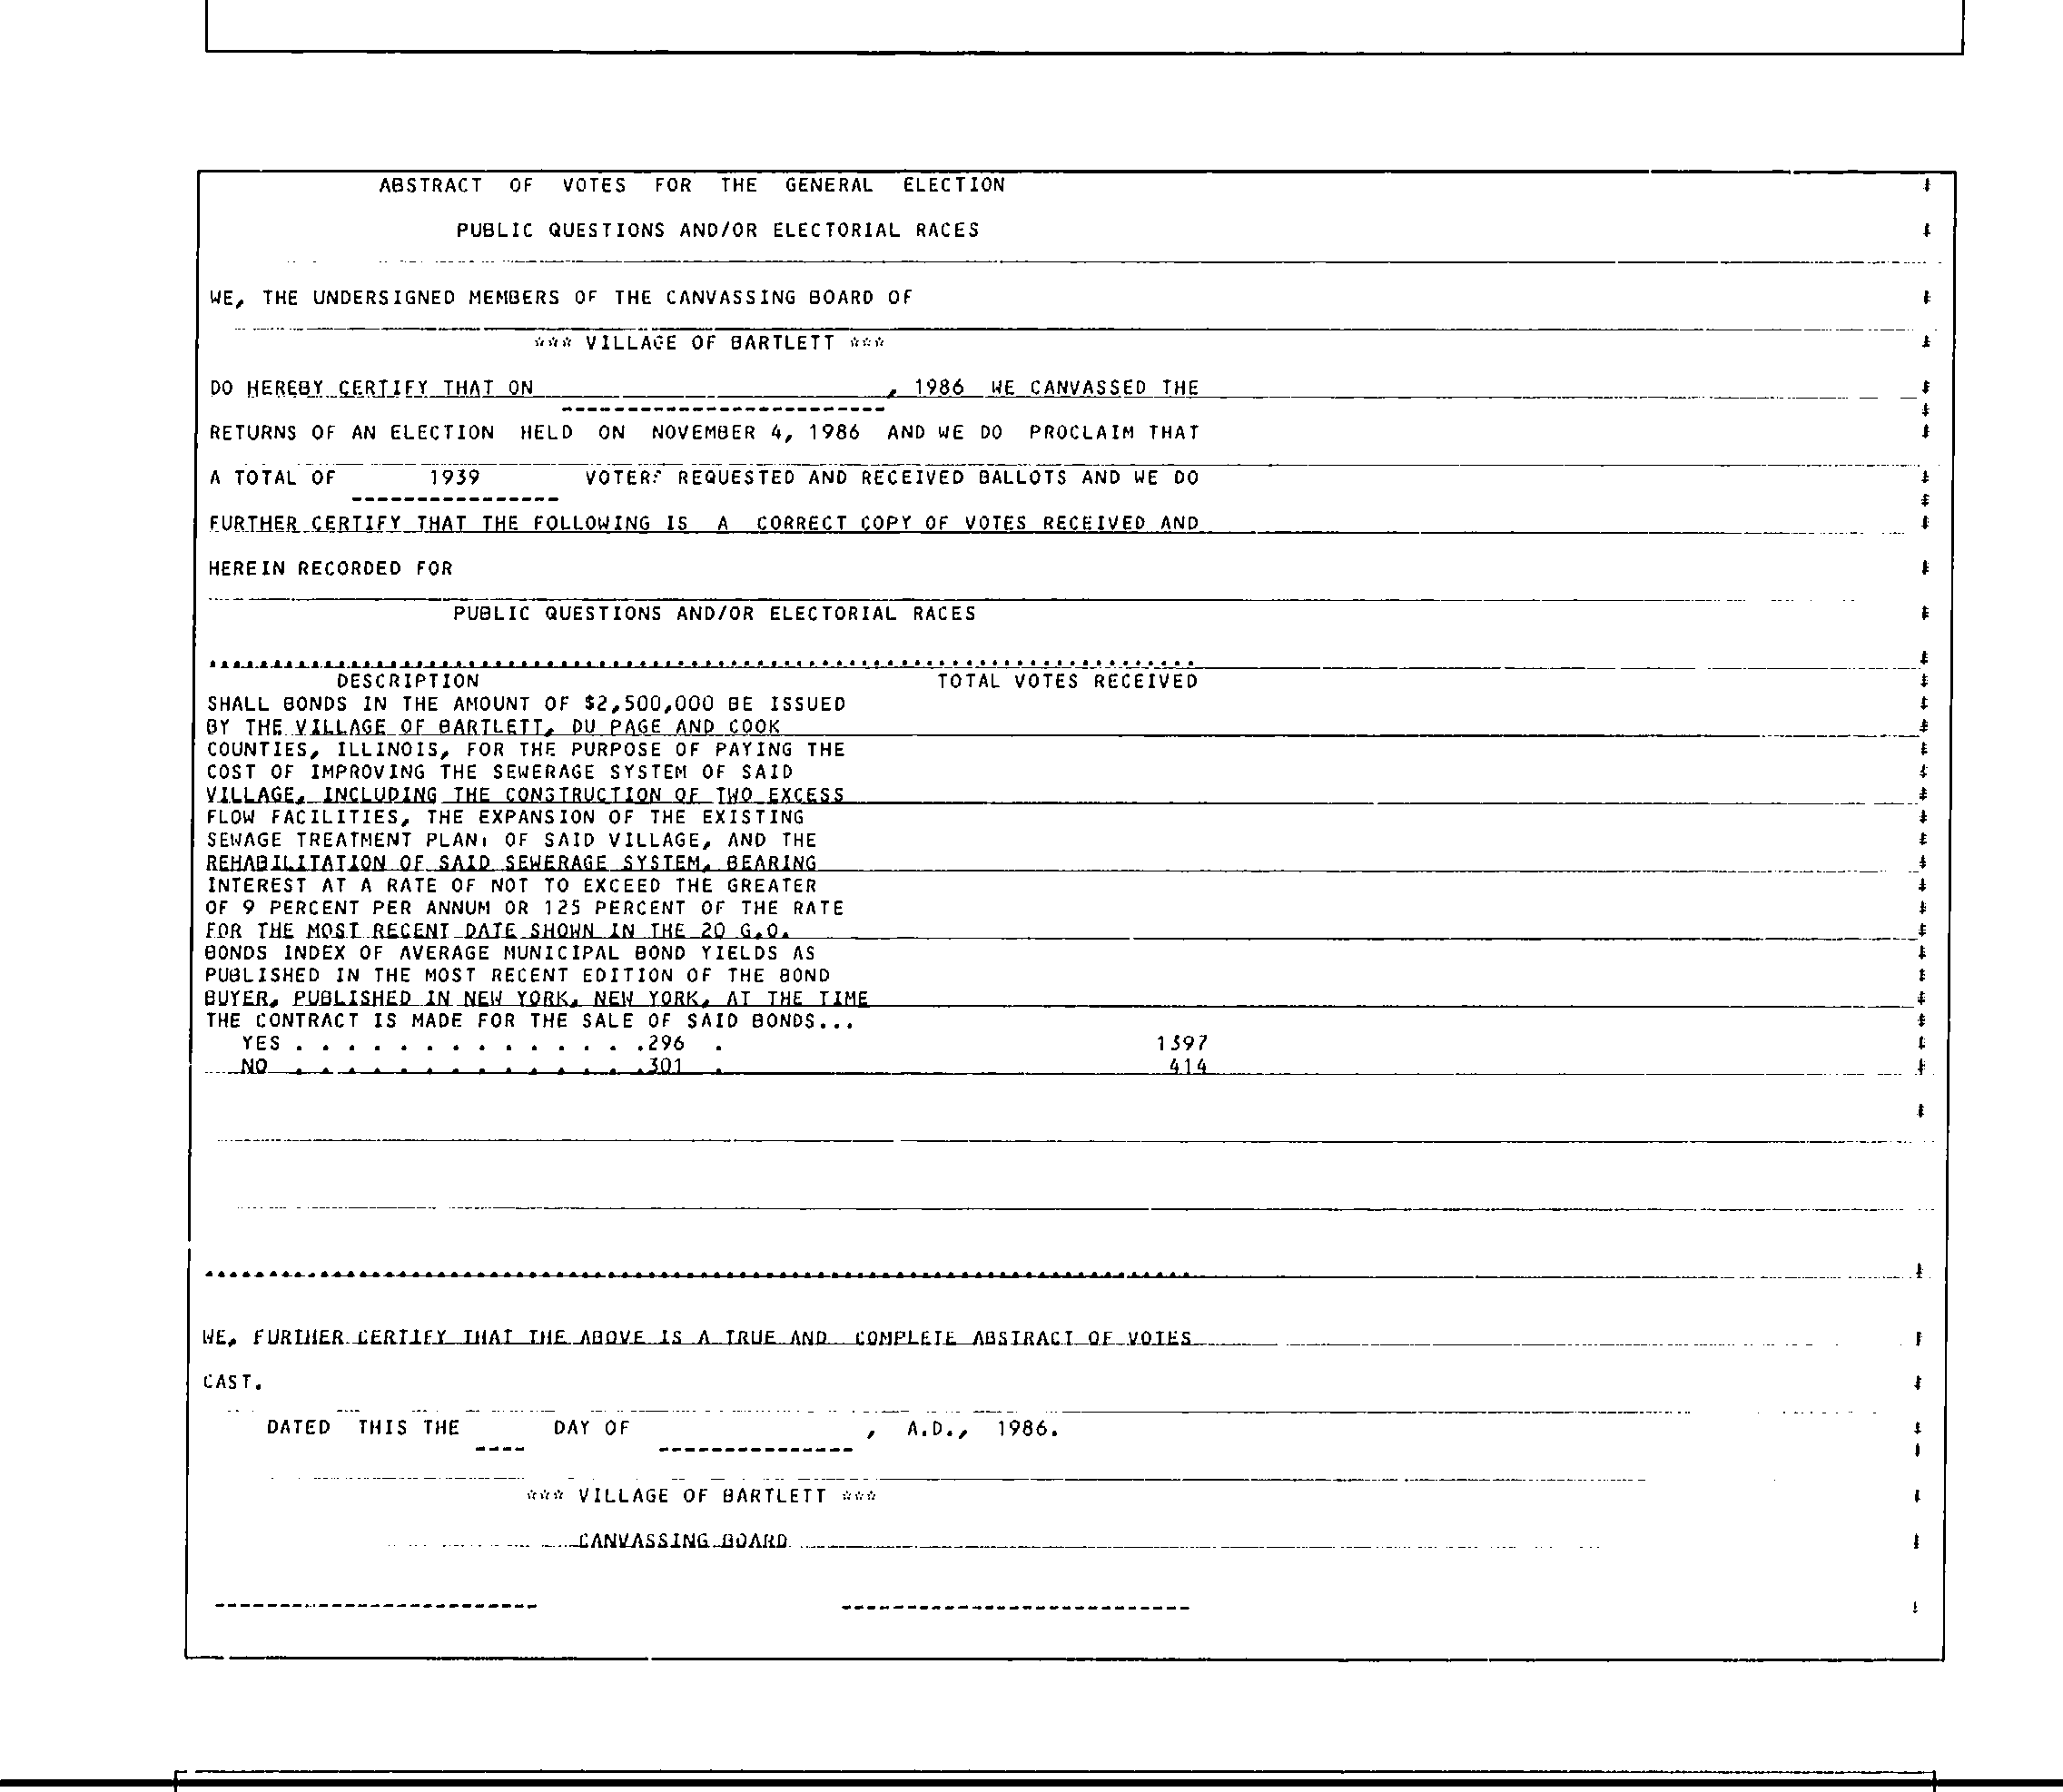 ABSTRACT OF VOTES FOR THE GENERAL ELECTION
PUBLIC QUESTIONS AND/OR ELECTORIAL RACES
WE, THE UNDERSIGNED MEMBERS OF THE CANVASSING BOARD OF
*** VILLAGE OF BARTLETT ***
DO HEREBY CERTIFY THAT ON , 1986 WE CANVASSED THE
RETURNS OF AN ELECTION HELD ON NOVEMBER 4, 1986 AND WE DO PROCLAIM THAT
A TOTAL OF 1939 VOTERS REQUESTED AND RECEIVED BALLOTS AND WE DO
FURTHER CERTIFY THAT THE FOLLOWING IS A CORRECT COPY OF VOTES RECEIVED AND
HEREIN RECORDED FOR
PUBLIC QUESTIONS AND/OR ELECTORIAL RACES
DESCRIPTION TOTAL VOTES RECEIVED
SHALL BONDS IN THE AMOUNT OF $2,500,000 BE ISSUED
BY THE VILLAGE OF BARTLETT, DU PAGE AND COOK
COUNTIES, ILLINOIS, FOR THE PURPOSE OF PAYING THE
COST OF IMPROVING THE SEWERAGE SYSTEM OF SAID
VILLAGE, INCLUDING THE CONSTRUCTION OF TWO EXCESS
FLOW FACILITIES, THE EXPANSION OF THE EXISTING
SEWAGE TREATMENT PLANT OF SAID VILLAGE, AND THE
REHABILITATION OF SAID SEWERAGE SYSTEM, BEARING
INTEREST AT A RATE OF NOT TO EXCEED THE GREATER
OF 9 PERCENT PER ANNUM OR 125 PERCENT OF THE RATE
FOR THE MOST RECENT DATE SHOWN IN THE 20 G.O.
BONDS INDEX OF AVERAGE MUNICIPAL BOND YIELDS AS
PUBLISHED IN THE MOST RECENT EDITION OF THE BOND
BUYER, PUBLISHED IN NEW YORK, NEW YORK, AT THE TIME
THE CONTRACT IS MADE FOR THE SALE OF SAID BONDS...
YES . . . . . . . . . . . . . .296 . 1397
NO . . . . . . . . . . . . . .301 . 414
WE, FURTHER CERTIFY THAT THE ABOVE IS A TRUE AND COMPLETE ABSTRACT OF VOTES
CAST.
DATED THIS THE ---- DAY OF --------------- , A.D., 1986.
*** VILLAGE OF BARTLETT ***
CANVASSING BOARD